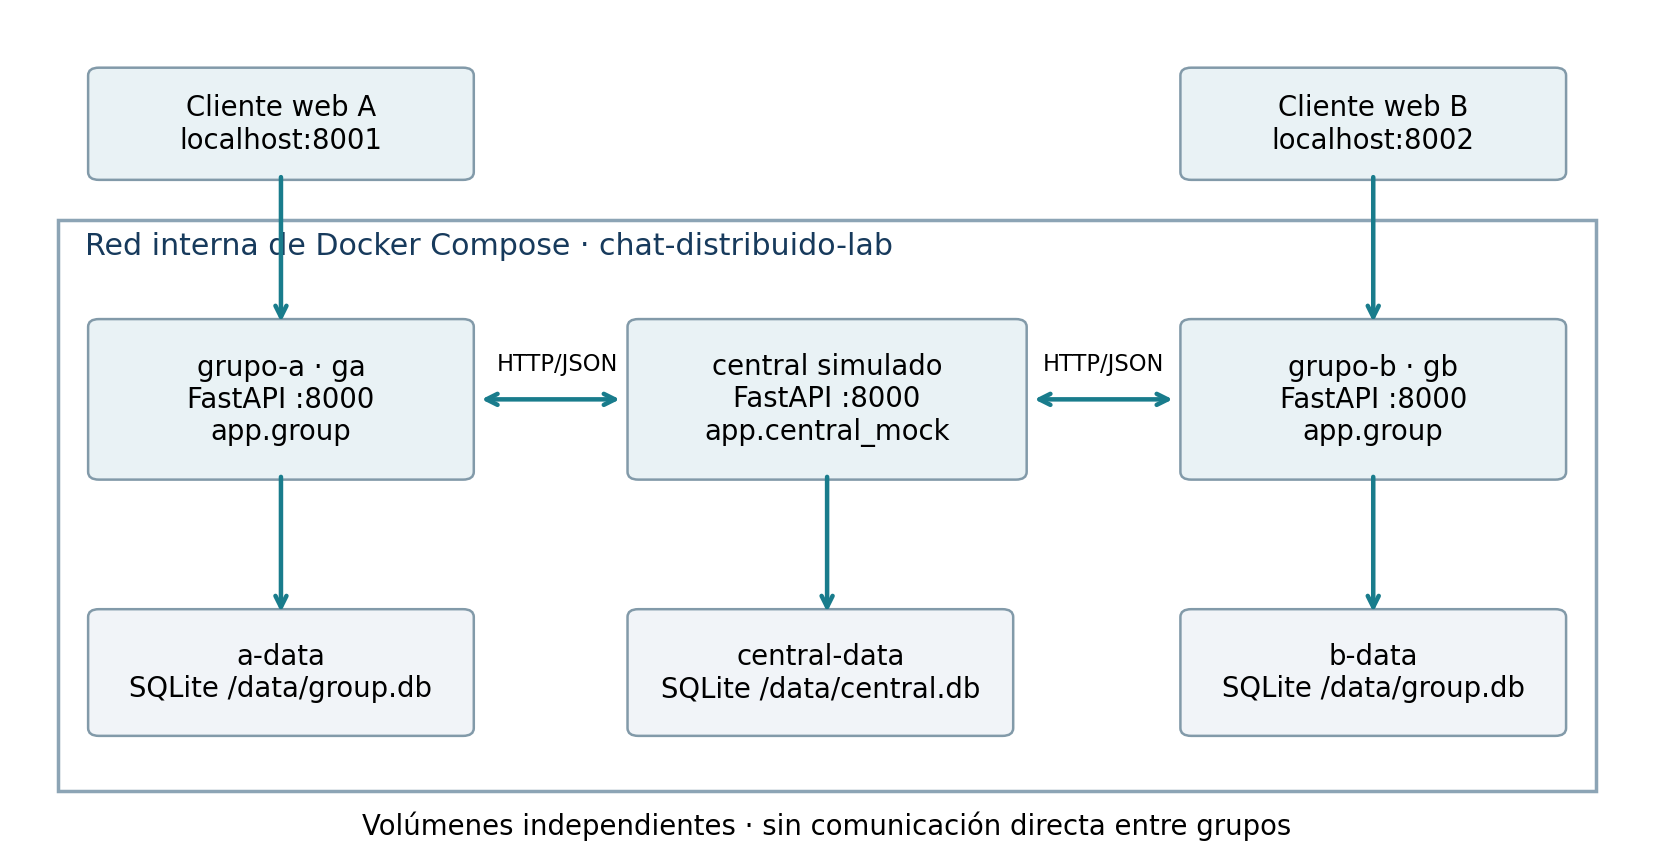 Cliente web A
localhost:8001
Cliente web B
localhost:8002
Red interna de Docker Compose · chat-distribuido-lab
grupo-a · ga
FastAPI :8000
app.group
HTTP/JSON
central simulado
FastAPI :8000
app.central_mock
HTTP/JSON
grupo-b · gb
FastAPI :8000
app.group
a-data
SQLite /data/group.db
central-data
SQLite /data/central.db
b-data
SQLite /data/group.db
Volúmenes independientes · sin comunicación directa entre grupos